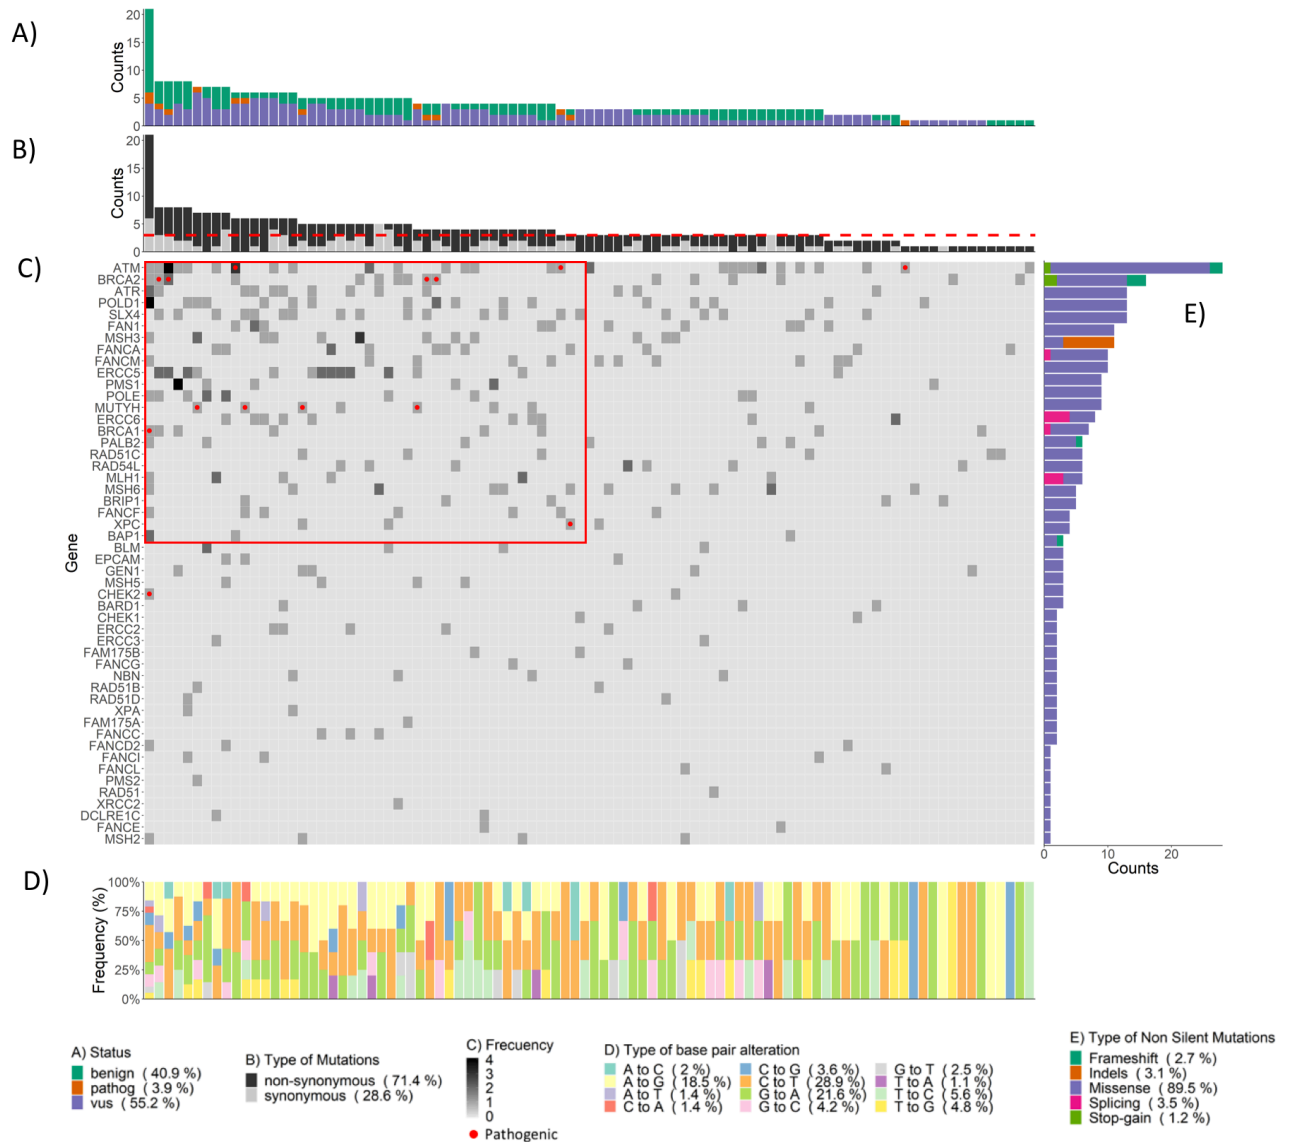 A)
20
15
10
5
0
Counts
B)
20
15
10
5
0
Counts
C)
Gene
ATM
BRCA2
ATR
POLD1
SLX4
FAN1
MSH3
FANCA
FANCM
ERCC5
PMS1
POLE
MUTYH
ERCC6
BRCA1
PALB2
RAD51C
RAD54L
MLH1
MSH6
BRIP1
FANCF
XPC
BAP1
BLM
EPCAM
GEN1
MSH5
CHEK2
BARD1
CHEK1
ERCC2
ERCC3
FAM175B
FANCG
NBN
RAD51B
RAD51D
XPA
FAM175A
FANCC
FANCD2
FANCI
FANCL
PMS2
RAD51
XRCC2
DCLRE1C
FANCE
MSH2
E)
0 10 20
Counts
D)
Frequency (%)
100%
75%
50%
25%
0%
A) Status
benign ( 40.9 %)
pathog ( 3.9 %)
vus ( 55.2 %)
B) Type of Mutations
non-synonymous ( 71.4 %)
synonymous ( 28.6 %)
C) Frecuency
4
3
2
1
0
Pathogenic
D) Type of base pair alteration
A to C ( 2 %)
A to G ( 18.5 %)
A to T ( 1.4 %)
C to A ( 1.4 %)
C to G ( 3.6 %)
C to T ( 28.9 %)
G to A ( 21.6 %)
G to C ( 4.2 %)
G to T ( 2.5 %)
T to A ( 1.1 %)
T to C ( 5.6 %)
T to G ( 4.8 %)
E) Type of Non Silent Mutations
Frameshift ( 2.7 %)
Indels ( 3.1 %)
Missense ( 89.5 %)
Splicing ( 3.5 %)
Stop-gain ( 1.2 %)